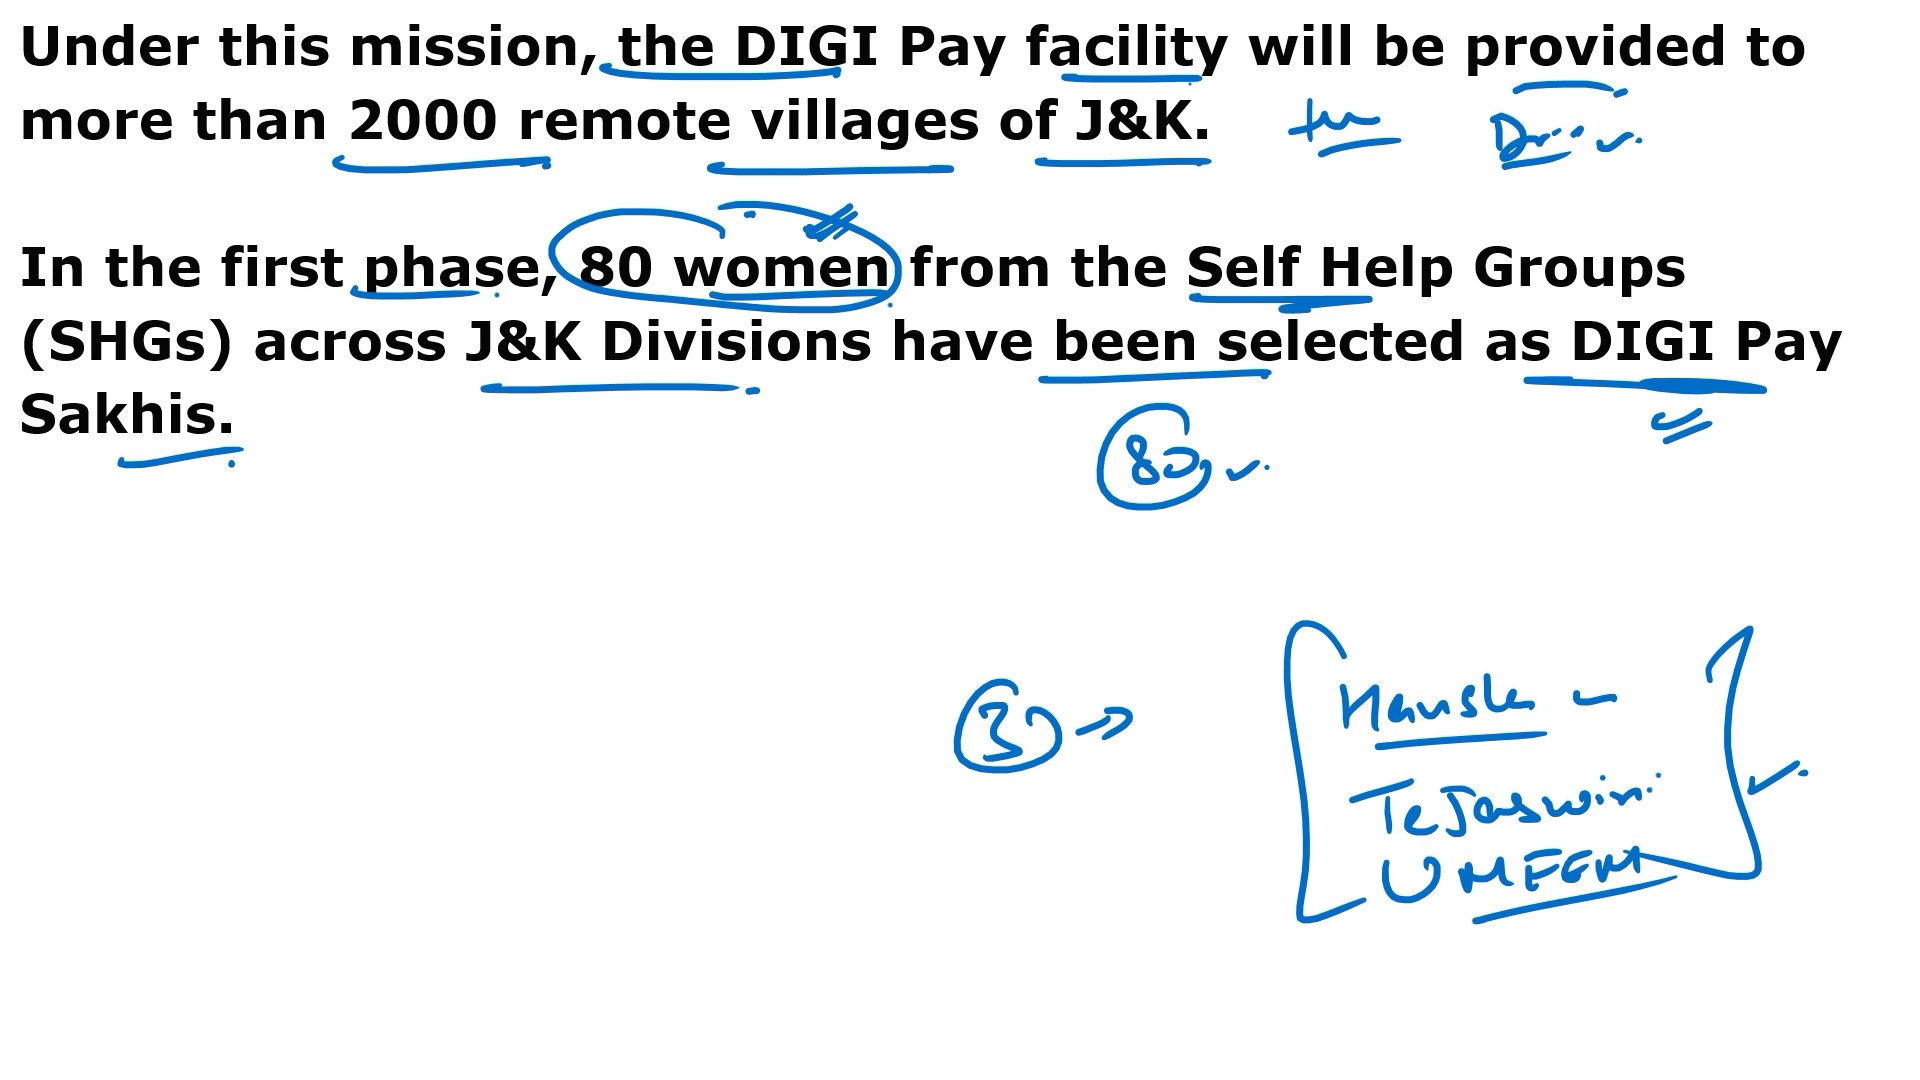 Under this mission, the DIGI Pay facility will be provided to
more than 2000 remote villages of J&K.
In the first phase, 80 women from the Self Help Groups
(SHGs) across J&K Divisions have been selected as DIGI Pay
Sakhis.
80
30
Tejaswini
UMEEM